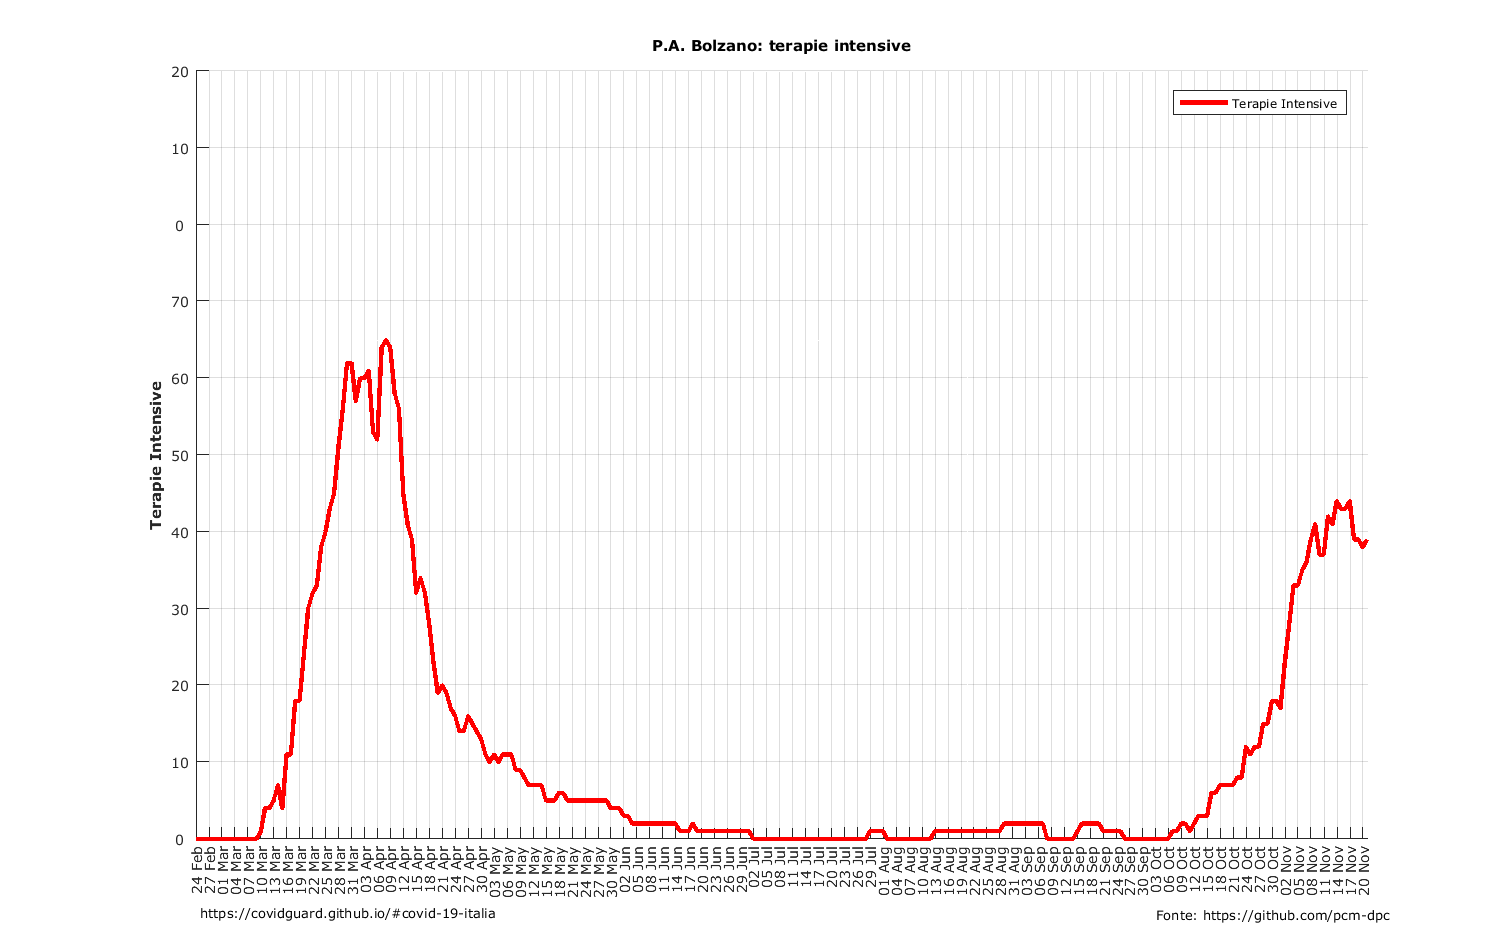 P.A. Bolzano: terapie intensive
20
10
0
70
60
50
40
30
20
10
0
Terapie Intensive
Terapie Intensive
24 Feb
27 Feb
01 Mar
04 Mar
07 Mar
10 Mar
13 Mar
16 Mar
19 Mar
22 Mar
25 Mar
28 Mar
31 Mar
03 Apr
06 Apr
09 Apr
12 Apr
15 Apr
18 Apr
21 Apr
24 Apr
27 Apr
30 Apr
03 May
06 May
09 May
12 May
15 May
18 May
21 May
24 May
27 May
30 May
02 Jun
05 Jun
08 Jun
11 Jun
14 Jun
17 Jun
20 Jun
23 Jun
26 Jun
29 Jun
02 Jul
05 Jul
08 Jul
11 Jul
14 Jul
17 Jul
20 Jul
23 Jul
26 Jul
29 Jul
01 Aug
04 Aug
07 Aug
10 Aug
13 Aug
16 Aug
19 Aug
22 Aug
25 Aug
28 Aug
31 Aug
03 Sep
06 Sep
09 Sep
12 Sep
15 Sep
18 Sep
21 Sep
24 Sep
27 Sep
30 Sep
03 Oct
06 Oct
09 Oct
12 Oct
15 Oct
18 Oct
21 Oct
24 Oct
27 Oct
30 Oct
02 Nov
05 Nov
08 Nov
11 Nov
14 Nov
17 Nov
20 Nov
https://covidguard.github.io/#covid-19-italia
Fonte: https://github.com/pcm-dpc